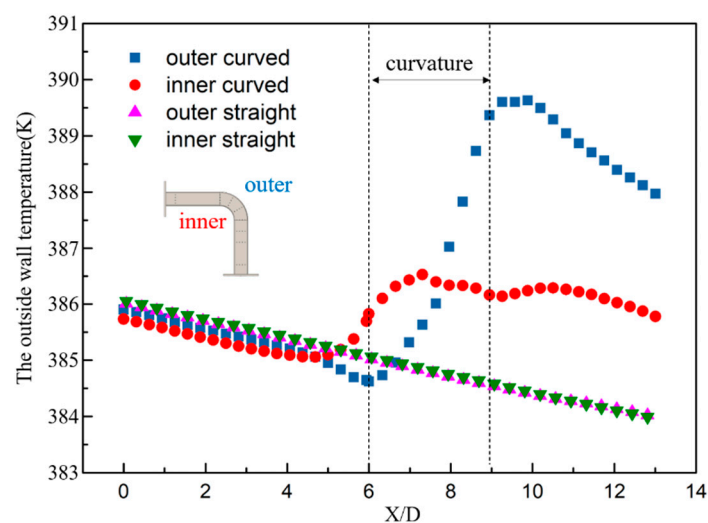 391
390
389
388
387
386
385
384
383
The outside wall temperature(K)
outer curved
inner curved
outer straight
inner straight
curvature
outer
inner
0 2 4 6 8 10 12 14
X/D